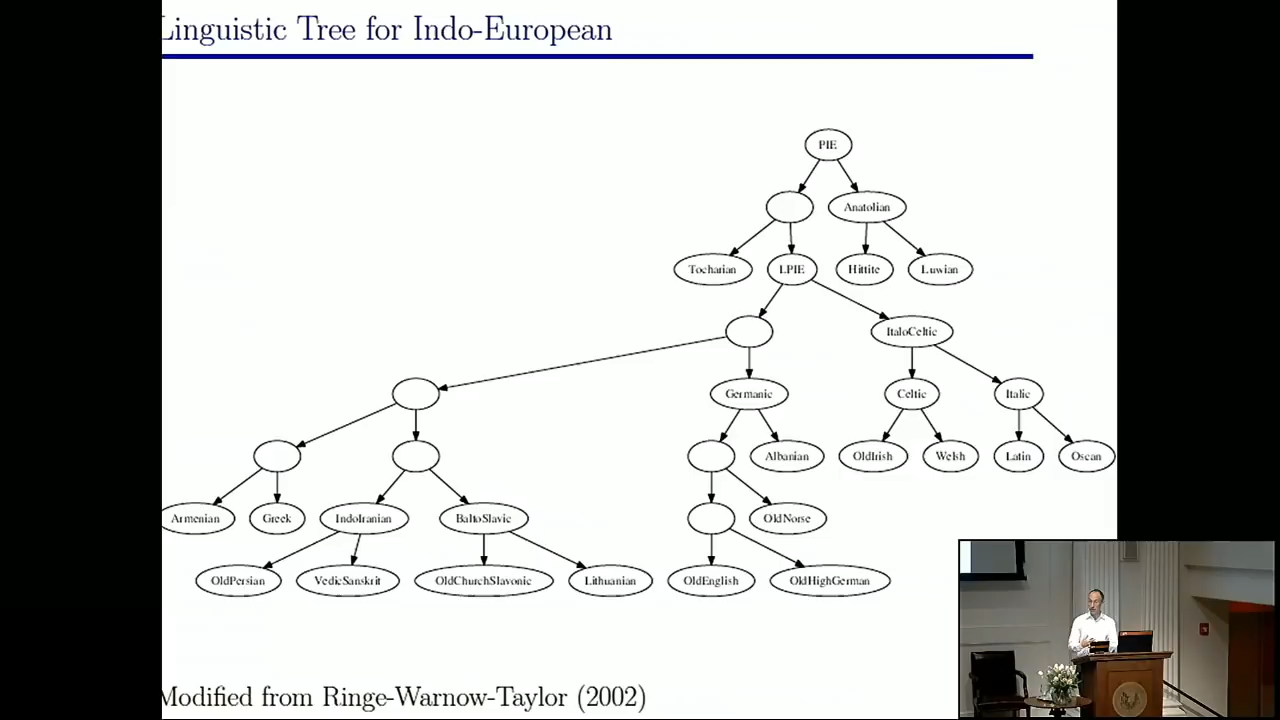 Linguistic Tree for Indo-European
PIE
Anatolian
Tocharian
LPIE
Hittite
Luwian
ItaloCeltic
Germanic
Celtic
Italic
Albanian
OldIrish
Welsh
Latin
Oscan
Armenian
Greek
IndoIranian
BaltoSlavic
OldNorse
OldPersian
VedicSanskrit
OldChurchSlavonic
Lithuanian
OldEnglish
OldHighGerman
Modified from Ringe-Warnow-Taylor (2002)